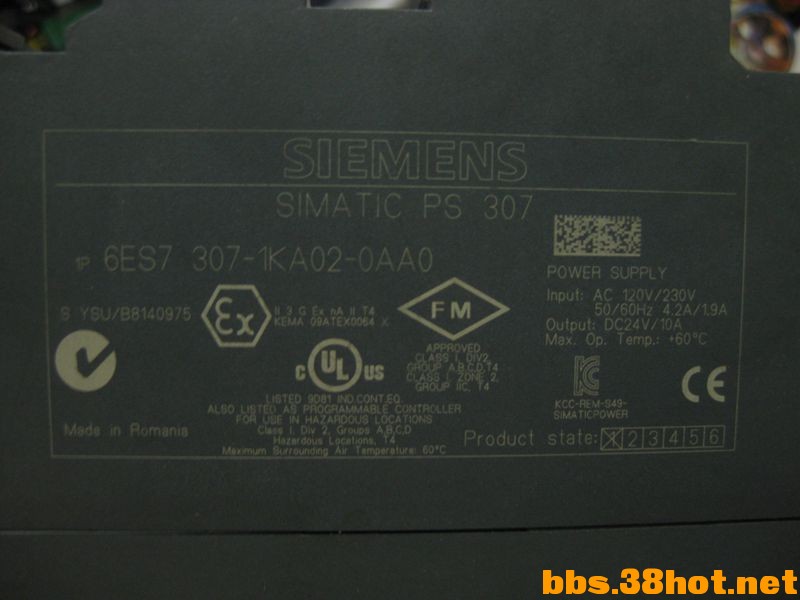 SIEMENS
SIMATIC PS 307
1P 6ES7 307-1KA02-0AA0
POWER SUPPLY
Input: AC 120V/230V
50/60Hz 4.2A/1.9A
Output: DC24V/10A
Max. Op. Temp.: +60°C
S YSU/B8140975
Ex
II 3 G Ex nA II T4
KEMA 09ATEX0064 X
FM
APPROVED
CLASS I, DIV2,
GROUP A,B,C,D,T4
CLASS I, ZONE 2,
GROUP IIC, T4
C UL US
LISTED 9D81 IND.CONT.EQ.
ALSO LISTED AS PROGRAMMABLE CONTROLLER
FOR USE IN HAZARDOUS LOCATIONS
Class I, Div 2, Groups A,B,C,D
Hazardous Locations, T4
Maximum Surrounding Air Temperature: 60°C
KCC-REM-S49-
SIMATICPOWER
CE
Made in Romania
Product state: X 2 3 4 5 6
bbs.38hot.net